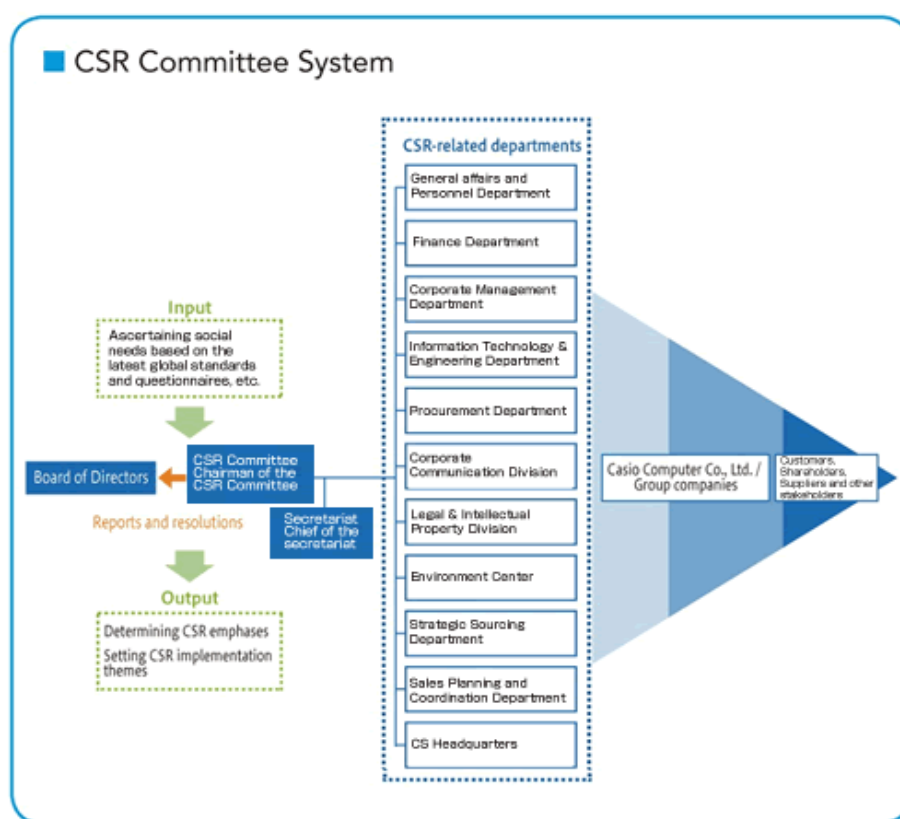 CSR Committee System
CSR-related departments
General affairs and
Personnel Department
Finance Department
Corporate Management
Department
Information Technology &
Engineering Department
Procurement Department
Corporate
Communication Division
Legal & Intellectual
Property Division
Environment Center
Strategic Sourcing
Department
Sales Planning and
Coordination Department
CS Headquarters
Input
Ascertaining social
needs based on the
latest global standards
and questionnaires, etc.
Board of Directors
CSR Committee
Chairman of the
CSR Committee
Secretariat
Chief of the
secretariat
Reports and resolutions
Output
Determining CSR emphases
Setting CSR implementation
themes
Casio Computer Co., Ltd. /
Group companies
Customers,
Shareholders,
Suppliers and other
stakeholders